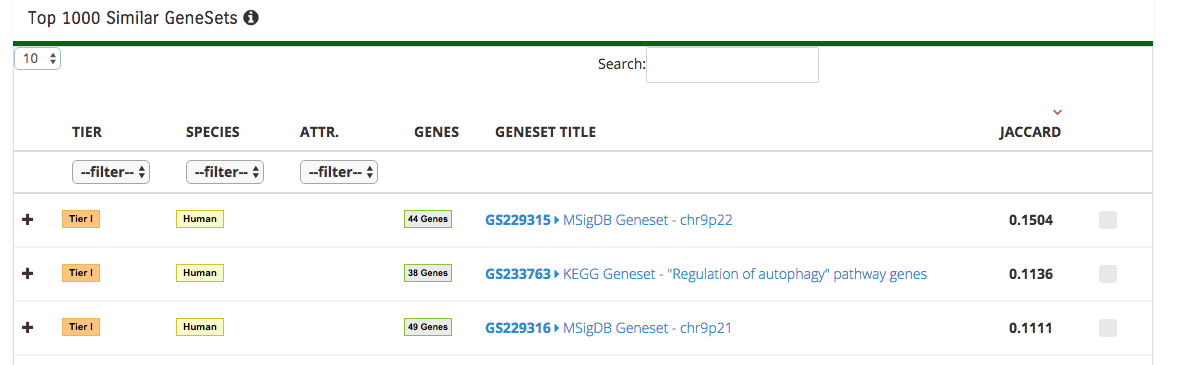 Top 1000 Similar GeneSets
10
Search:
TIER SPECIES ATTR. GENES GENESET TITLE JACCARD
--filter-- --filter-- --filter--
+ Tier I Human 44 Genes GS229315 MSigDB Geneset - chr9p22 0.1504
+ Tier I Human 38 Genes GS233763 KEGG Geneset - "Regulation of autophagy" pathway genes 0.1136
+ Tier I Human 49 Genes GS229316 MSigDB Geneset - chr9p21 0.1111